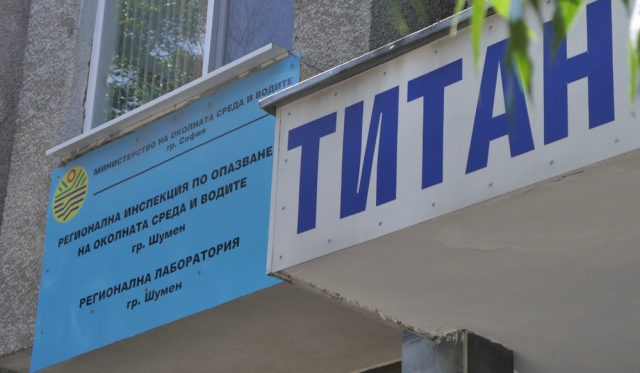 МИНИСТЕРСТВО НА ОКОЛНАТА СРЕДА И ВОДИТЕ
гр. София
РЕГИОНАЛНА ИНСПЕКЦИЯ ПО ОПАЗВАНЕ
НА ОКОЛНАТА СРЕДА И ВОДИТЕ
гр. Шумен
РЕГИОНАЛНА ЛАБОРАТОРИЯ
гр. Шумен
ТИТАН